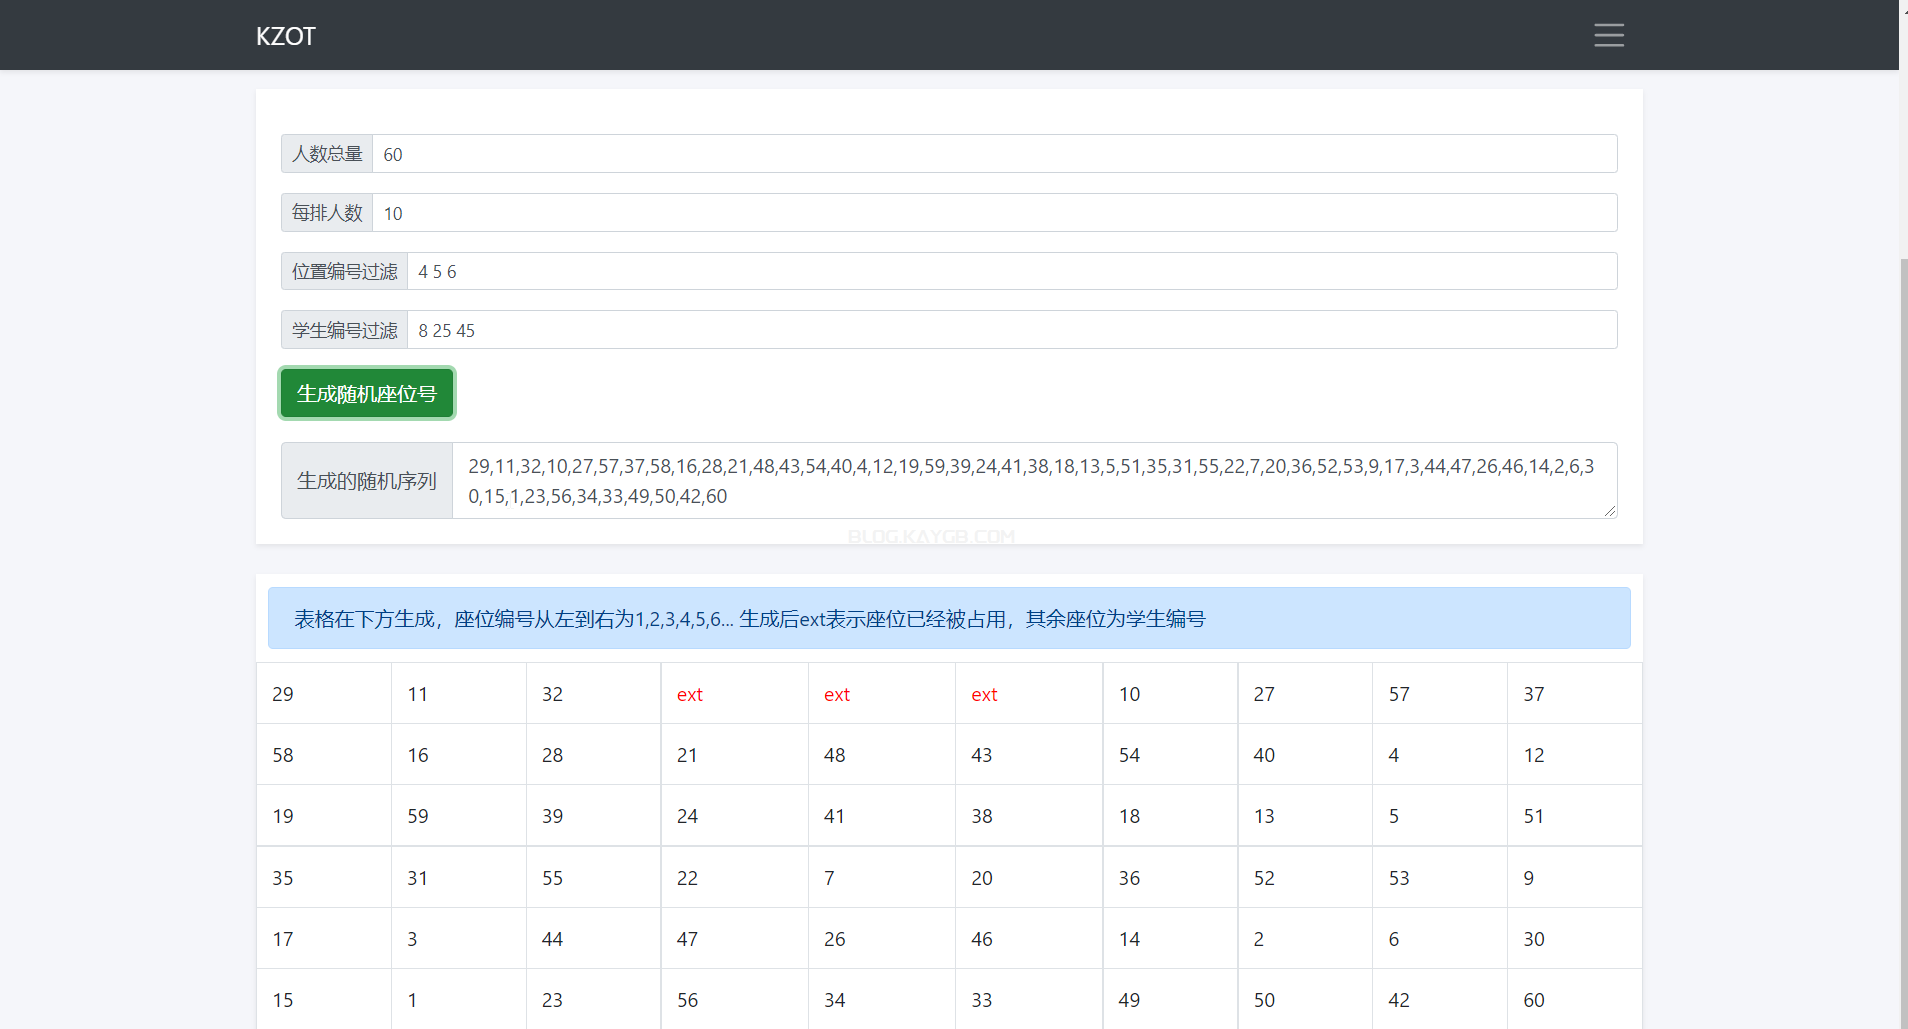 KZOT
人数总量 60
每排人数 10
位置编号过滤 4 5 6
学生编号过滤 8 25 45
生成随机座位号
生成的随机序列 29,11,32,10,27,57,37,58,16,28,21,48,43,54,40,4,12,19,59,39,24,41,38,18,13,5,51,35,31,55,22,7,20,36,52,53,9,17,3,44,47,26,46,14,2,6,3
0,15,1,23,56,34,33,49,50,42,60
BLOG.KAYGB.COM
表格在下方生成，座位编号从左到右为1,2,3,4,5,6... 生成后ext表示座位已经被占用，其余座位为学生编号
29 11 32 ext ext ext 10 27 57 37
58 16 28 21 48 43 54 40 4 12
19 59 39 24 41 38 18 13 5 51
35 31 55 22 7 20 36 52 53 9
17 3 44 47 26 46 14 2 6 30
15 1 23 56 34 33 49 50 42 60